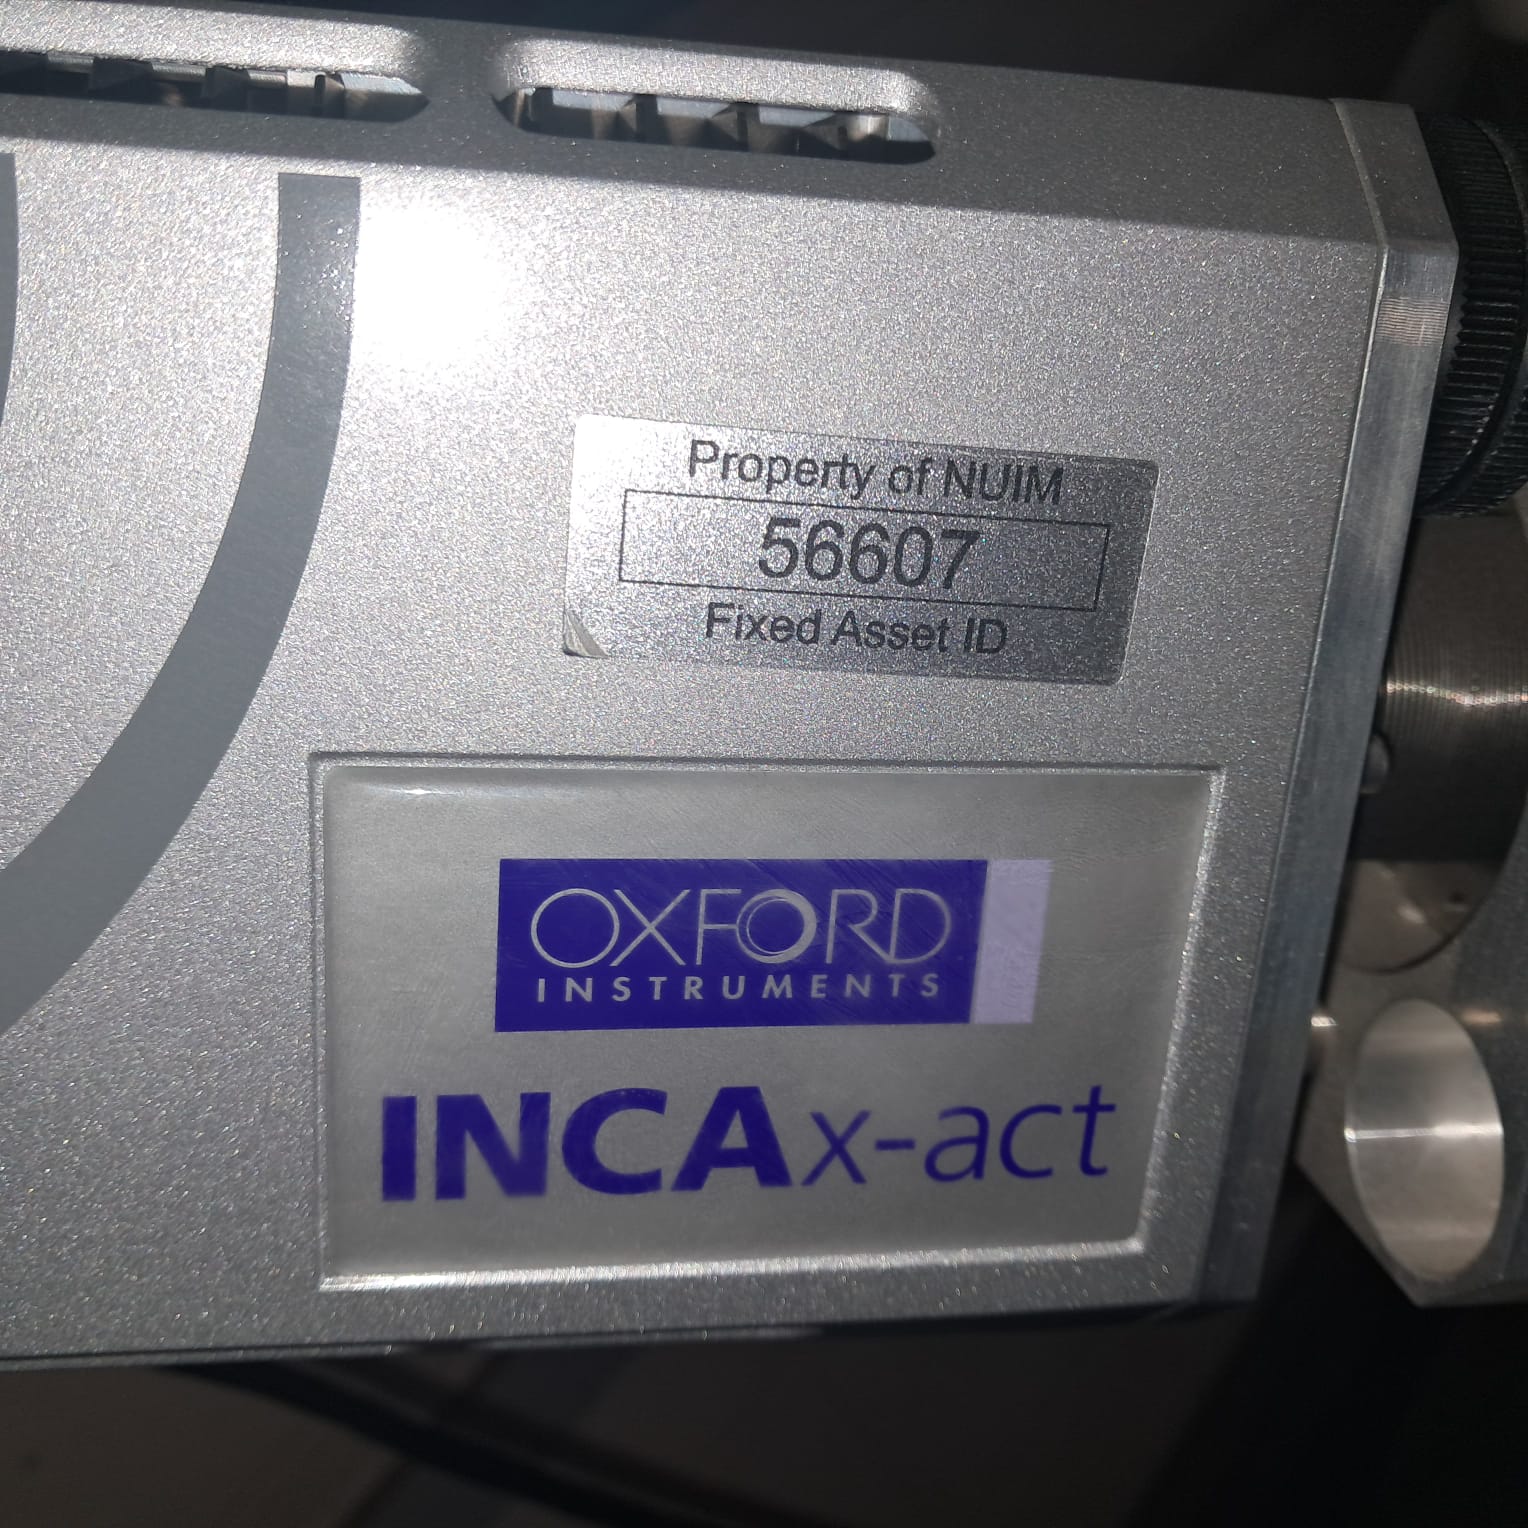 Property of NUIM
56607
Fixed Asset ID
OXFORD
INSTRUMENTS
INCAx-act